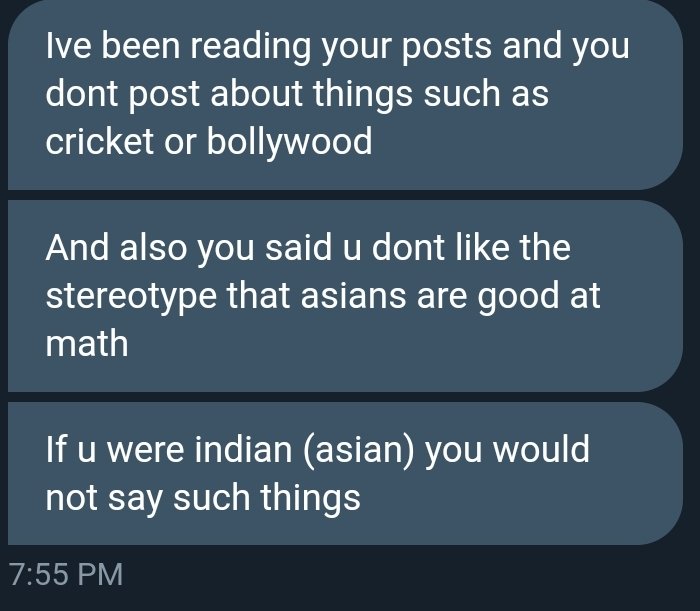 Ive been reading your posts and you
dont post about things such as
cricket or bollywood
And also you said u dont like the
stereotype that asians are good at
math
If u were indian (asian) you would
not say such things
7:55 PM